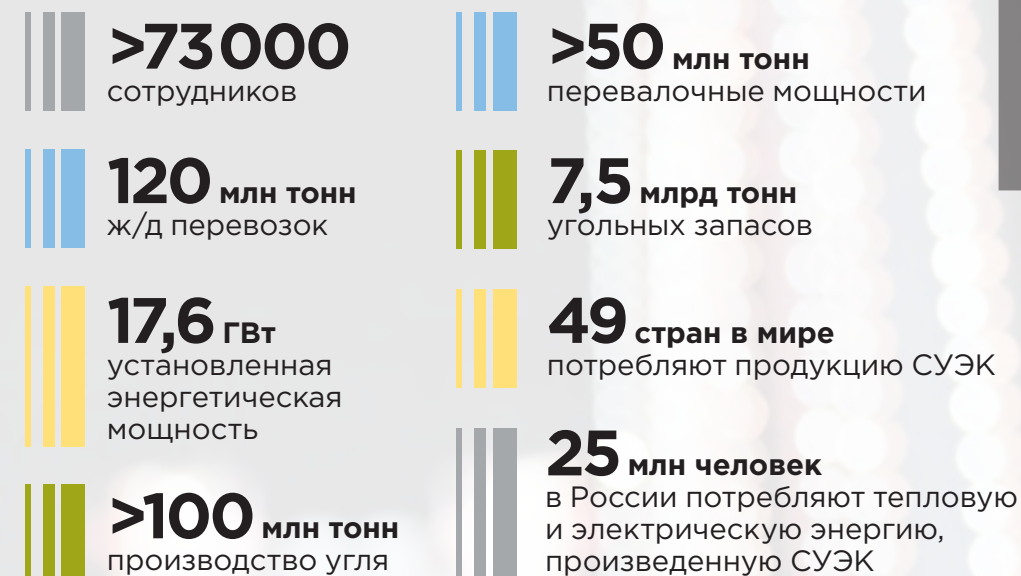 >73 000
сотрудников
120 млн тонн
ж/д перевозок
17,6 ГВт
установленная
энергетическая
мощность
>100 млн тонн
производство угля
>50 млн тонн
перевалочные мощности
7,5 млрд тонн
угольных запасов
49 стран в мире
потребляют продукцию СУЭК
25 млн человек
в России потребляют тепловую
и электрическую энергию,
произведенную СУЭК